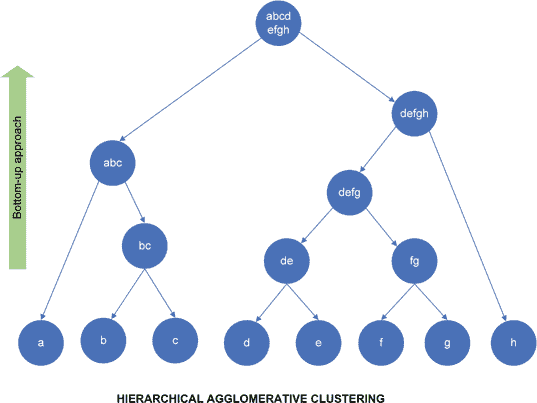 abcd
efgh
defgh
abc
defg
bc
de
fg
a
b
c
d
e
f
g
h
Bottom-up approach
HIERARCHICAL AGGLOMERATIVE CLUSTERING